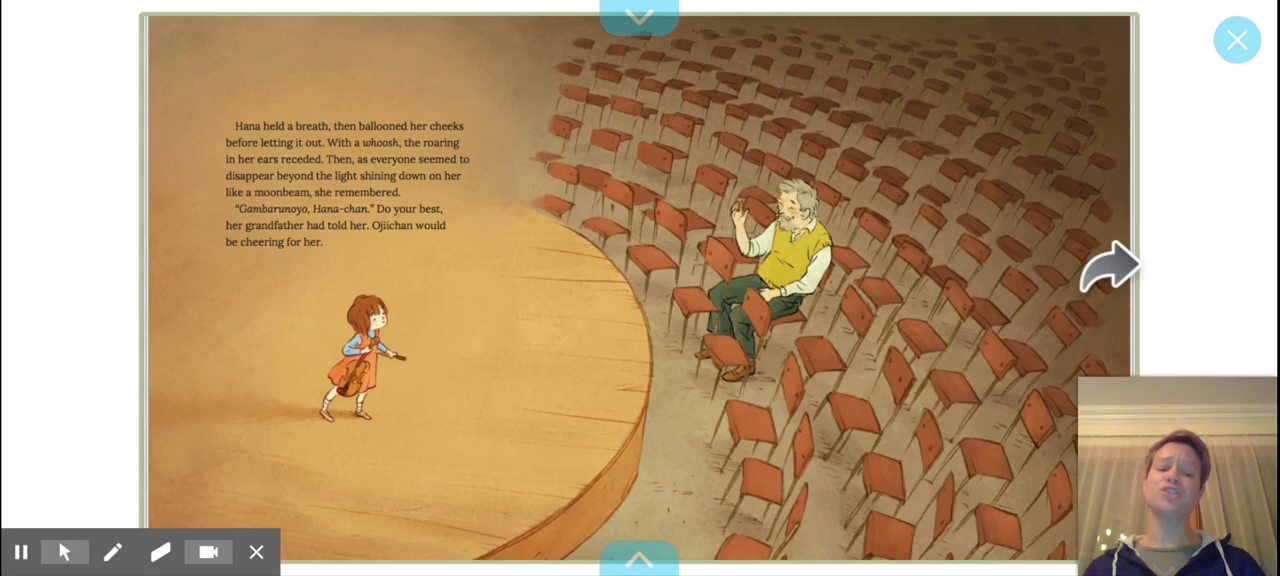 Hana held a breath, then ballooned her cheeks
before letting it out. With a whoosh, the roaring
in her ears receded. Then, as everyone seemed to
disappear beyond the light shining down on her
like a moonbeam, she remembered.
“Gambarunoyo, Hana-chan.” Do your best,
her grandfather had told her. Ojiichan would
be cheering for her.